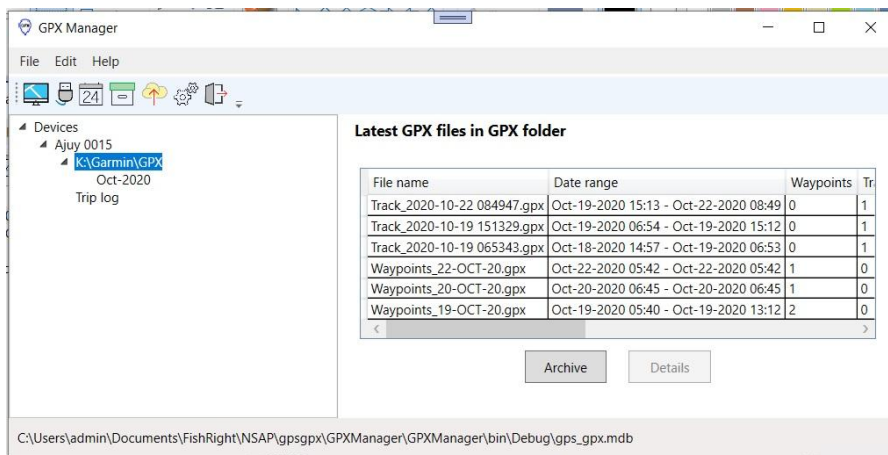 GPX Manager
File Edit Help
24
Devices
Ajuy 0015
K:\Garmin\GPX
Oct-2020
Trip log
Latest GPX files in GPX folder
File name Date range Waypoints Tr
Track_2020-10-22 084947.gpx Oct-19-2020 15:13 - Oct-22-2020 08:49 0 1
Track_2020-10-19 151329.gpx Oct-19-2020 06:54 - Oct-19-2020 15:12 0 1
Track_2020-10-19 065343.gpx Oct-18-2020 14:57 - Oct-19-2020 06:53 0 1
Waypoints_22-OCT-20.gpx Oct-22-2020 05:42 - Oct-22-2020 05:42 1 0
Waypoints_20-OCT-20.gpx Oct-20-2020 06:45 - Oct-20-2020 06:45 1 0
Waypoints_19-OCT-20.gpx Oct-19-2020 05:40 - Oct-19-2020 13:12 2 0
Archive Details
C:\Users\admin\Documents\FishRight\NSAP\gpsgpx\GPXManager\GPXManager\bin\Debug\gps_gpx.mdb